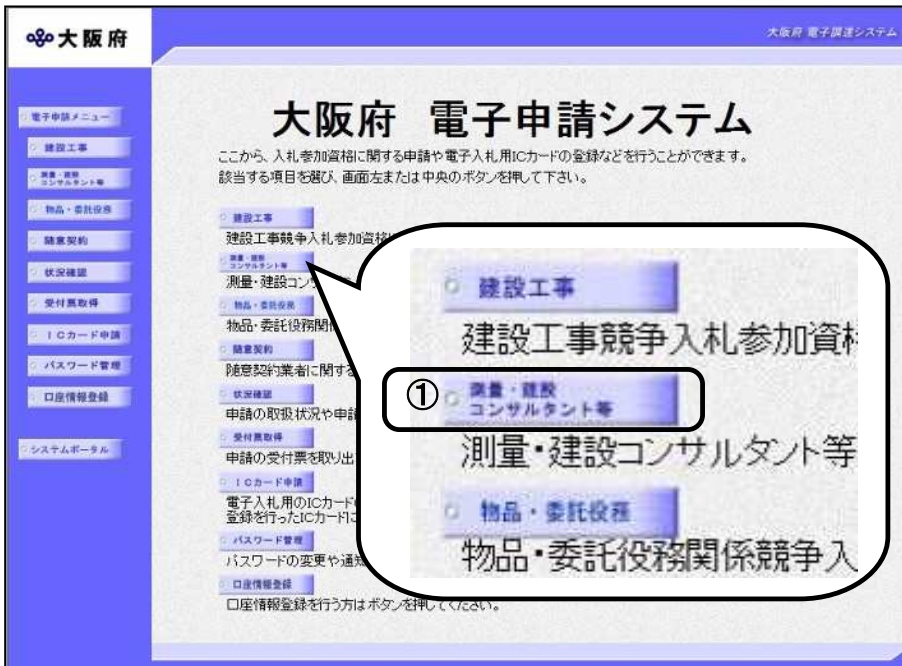 大阪府
大阪府 電子調達システム
電子申請メニュー
建設工事
測量・建設
コンサルタント等
物品・委託役務
随意契約
状況確認
受付票取得
ICカード申請
パスワード管理
口座情報登録
システムポータル
大阪府 電子申請システム
ここから、入札参加資格に関する申請や電子入札用ICカードの登録などを行うことができます。
該当する項目を選び、画面左または中央のボタンを押して下さい。
建設工事
建設工事競争入札参加資格
測量・建設
コンサルタント等
測量・建設コン
物品・委託役務
物品・委託役務関
随意契約
随意契約業者に関する
状況確認
申請の取扱状況や申
受付票取得
申請の受付票を取り出
ICカード申請
電子入札用のICカード
登録を行ったICカードに
パスワード管理
パスワードの変更や通
口座情報登録
口座情報登録を行う方はボタンを押してください。
建設工事
建設工事競争入札参加資
①
測量・建設
コンサルタント等
測量・建設コンサルタント等
物品・委託役務
物品・委託役務関係競争入